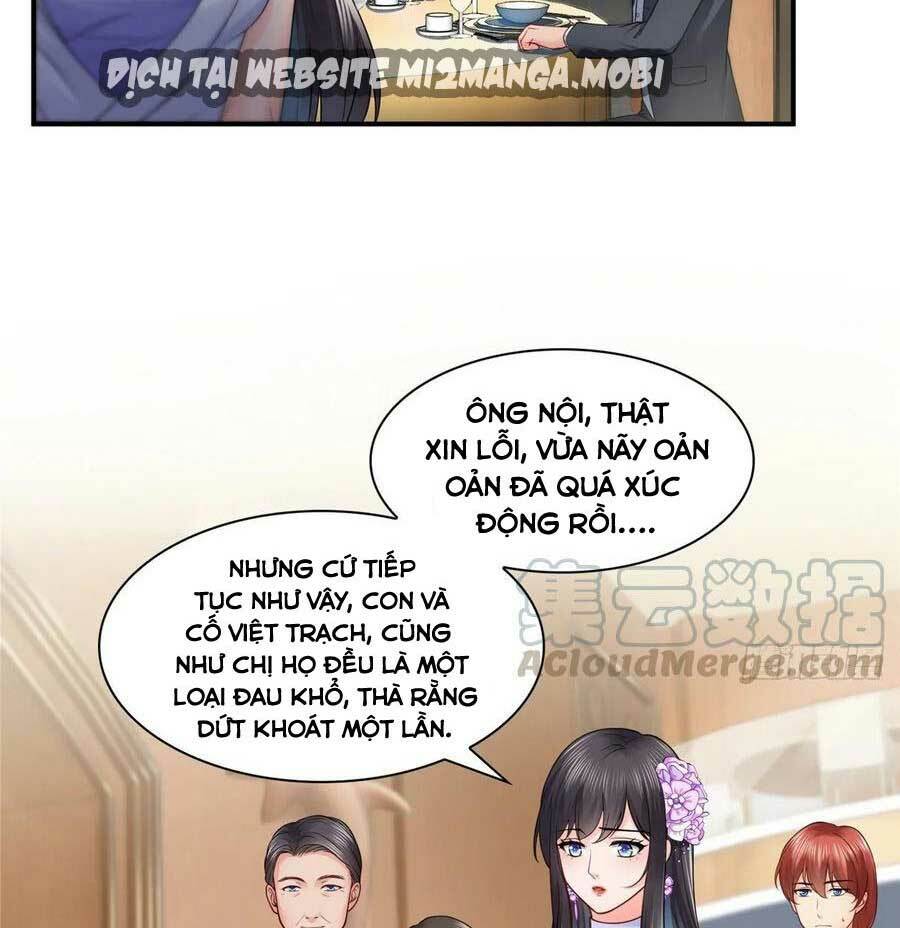 DỊCH TẠI WEBSITE MI2MANGA.MOBI
ÔNG NỘI, THẬT
XIN LỖI, VỪA NÃY OẢN
OẢN ĐÃ QUÁ XÚC
ĐỘNG RỒI....
NHƯNG CỨ TIẾP
TỤC NHƯ VẬY, CON VÀ
CỐ VIỆT TRẠCH, CŨNG
NHƯ CHỊ HỌ ĐỀU LÀ MỘT
LOẠI ĐAU KHỔ, THÀ RẰNG
DỨT KHOÁT MỘT LẦN.
集云数据
AcloudMerge.com